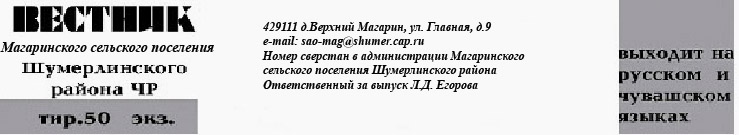 ВЕСТНИК
Магаринского сельского поселения
Шумерлинского
района ЧР
тир.50 экз.
429111 д.Верхний Магарин, ул. Главная, д.9
e-mail: sao-mag@shumer.cap.ru
Номер сверстан в администрации Магаринского
сельского поселения Шумерлинского района
Ответственный за выпуск Л.Д. Егорова
выходит на
русском и
чувашском
языках